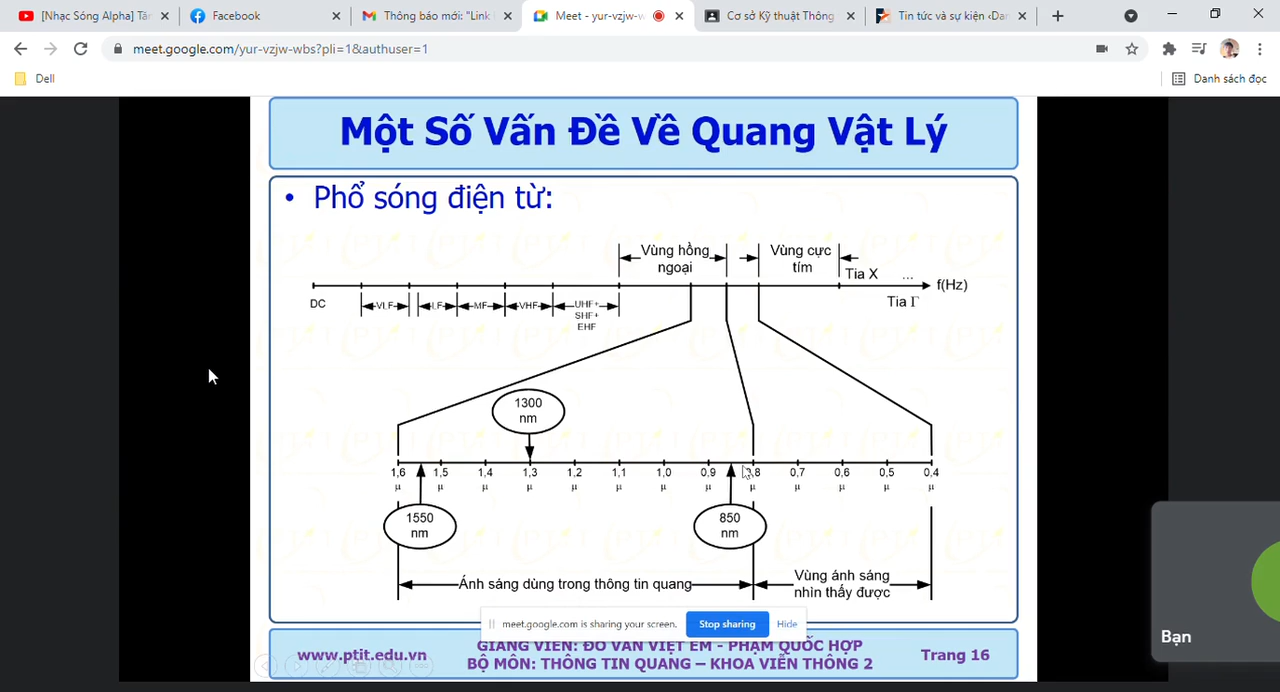 [Nhạc Sóng Alpha] Tăn
Facebook
Thông báo mới: "Link
Meet - yur-vzjw-w
Cơ sở Kỹ thuật Thông
Tin tức và sự kiện ‹Dan
meet.google.com/yur-vzjw-wbs?pli=1&authuser=1
Dell
Danh sách đọc
Một Số Vấn Đề Về Quang Vật Lý
• Phổ sóng điện từ:
Vùng hồng
ngoại
Vùng cực
tím
Tia X ...
f(Hz)
Tia Γ
DC
VLF
LF
MF
VHF
UHF+
SHF+
EHF
1300
nm
1,6 1,5 1,4 1,3 1,2 1,1 1,0 0,9 0,8 0,7 0,6 0,5 0,4
μ μ μ μ μ μ μ μ μ μ μ μ μ
1550
nm
850
nm
Ánh sáng dùng trong thông tin quang
Vùng ánh sáng
nhìn thấy được
meet.google.com is sharing your screen.
Stop sharing
Hide
www.ptit.edu.vn
GIẢNG VIÊN: ĐỖ VĂN VIỆT EM - PHẠM QUỐC HỢP
BỘ MÔN: THÔNG TIN QUANG – KHOA VIỄN THÔNG 2
Trang 16
Bạn